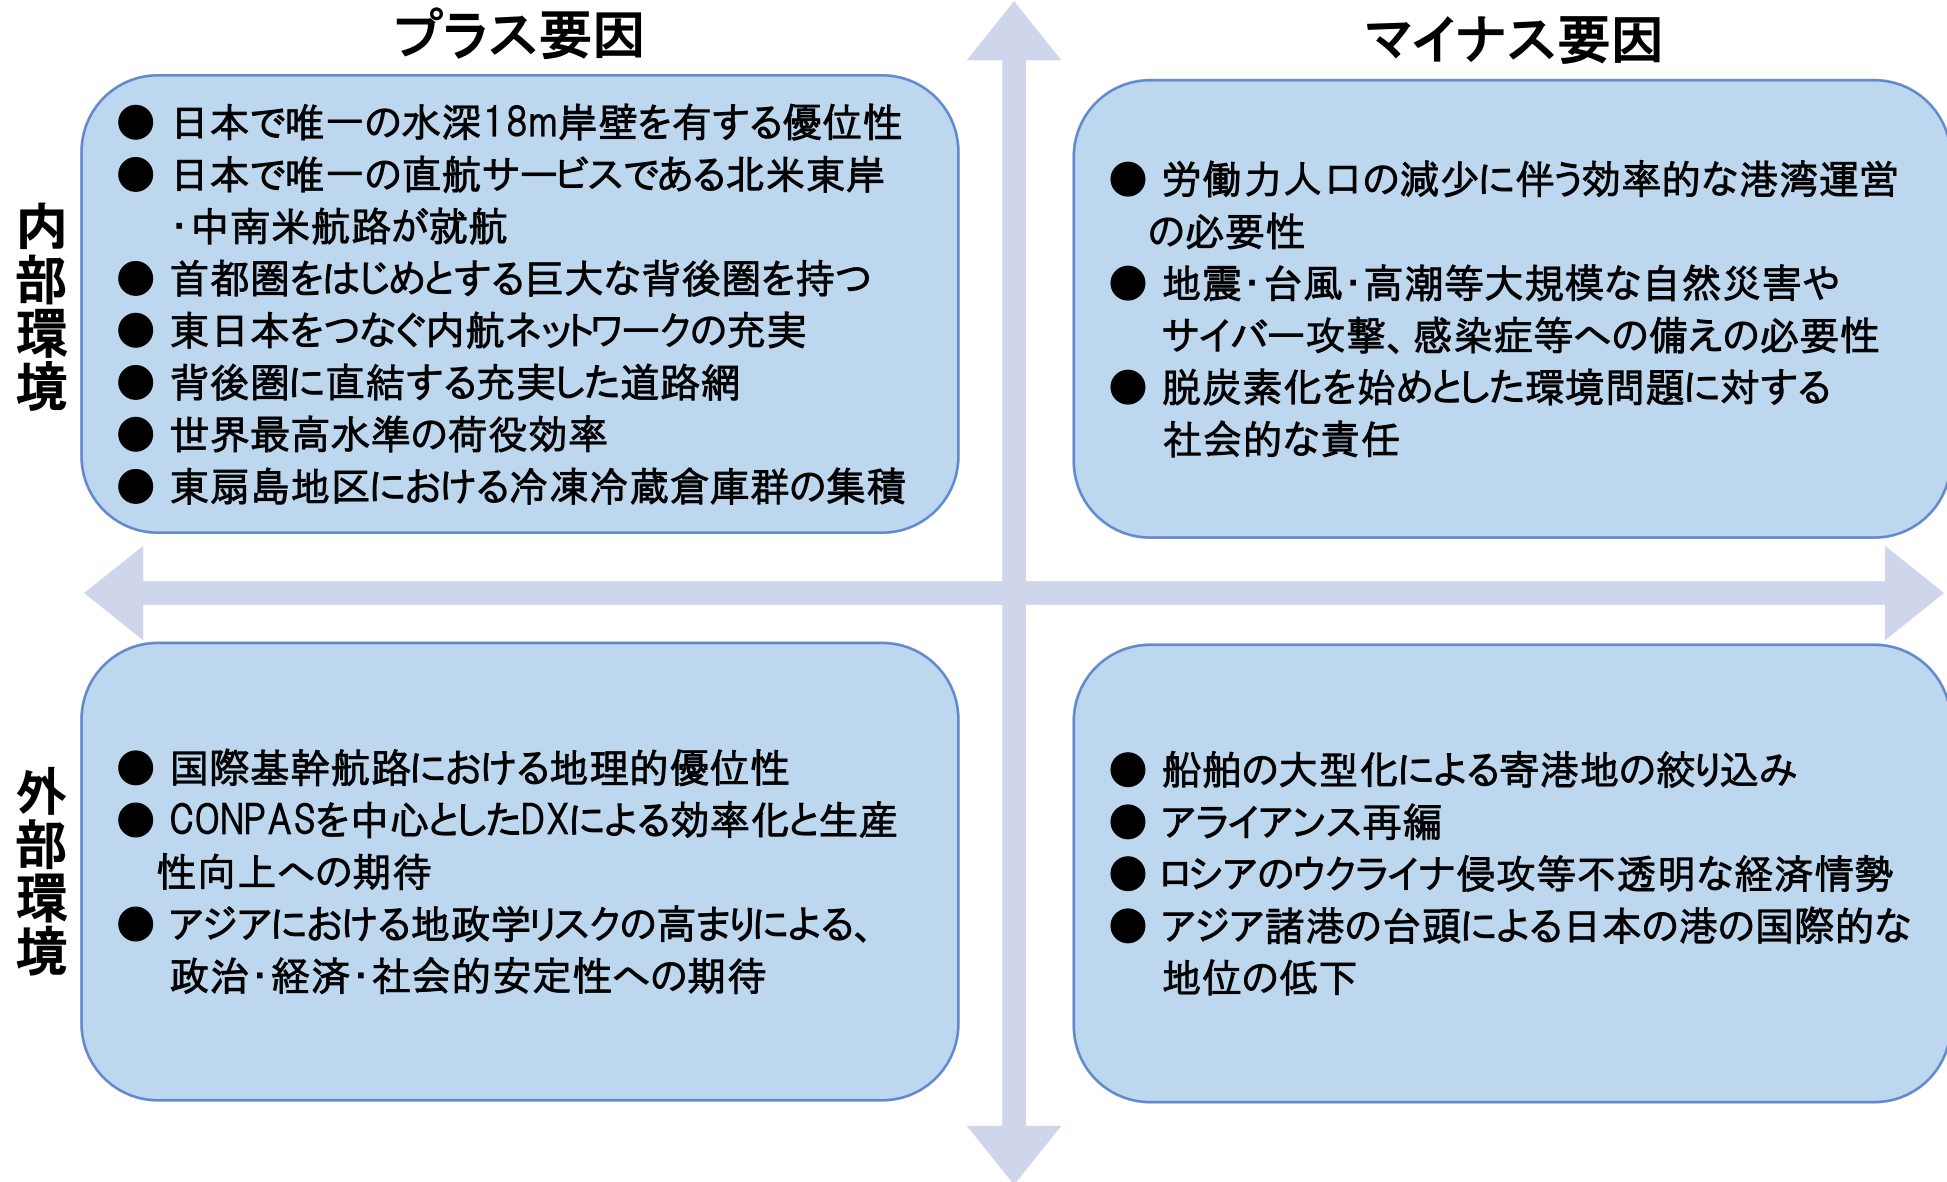 プラス要因
マイナス要因
内部環境
● 日本で唯一の水深18m岸壁を有する優位性
● 日本で唯一の直航サービスである北米東岸
・中南米航路が就航
● 首都圏をはじめとする巨大な背後圏を持つ
● 東日本をつなぐ内航ネットワークの充実
● 背後圏に直結する充実した道路網
● 世界最高水準の荷役効率
● 東扇島地区における冷凍冷蔵倉庫群の集積
● 労働力人口の減少に伴う効率的な港湾運営
の必要性
● 地震・台風・高潮等大規模な自然災害や
サイバー攻撃、感染症等への備えの必要性
● 脱炭素化を始めとした環境問題に対する
社会的な責任
外部環境
● 国際基幹航路における地理的優位性
● CONPASを中心としたDXによる効率化と生産
性向上への期待
● アジアにおける地政学リスクの高まりによる、
政治・経済・社会的安定性への期待
● 船舶の大型化による寄港地の絞り込み
● アライアンス再編
● ロシアのウクライナ侵攻等不透明な経済情勢
● アジア諸港の台頭による日本の港の国際的な
地位の低下